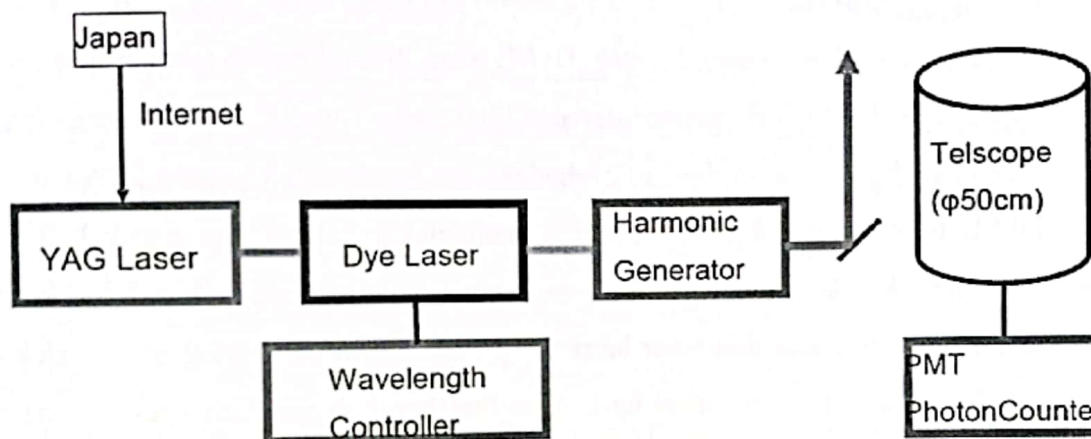 Japan
Internet
YAG Laser
Dye Laser
Harmonic
Generator
Telscope
(φ50cm)
Wavelength
Controller
PMT
PhotonCounte